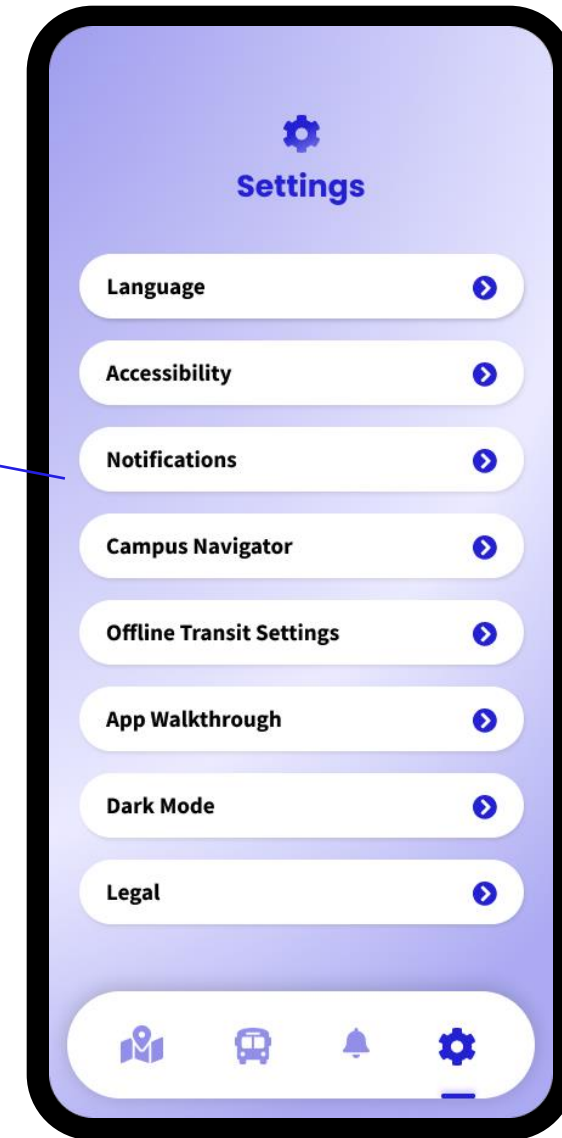 Settings
Language
Accessibility
Notifications
Campus Navigator
Offline Transit Settings
App Walkthrough
Dark Mode
Legal